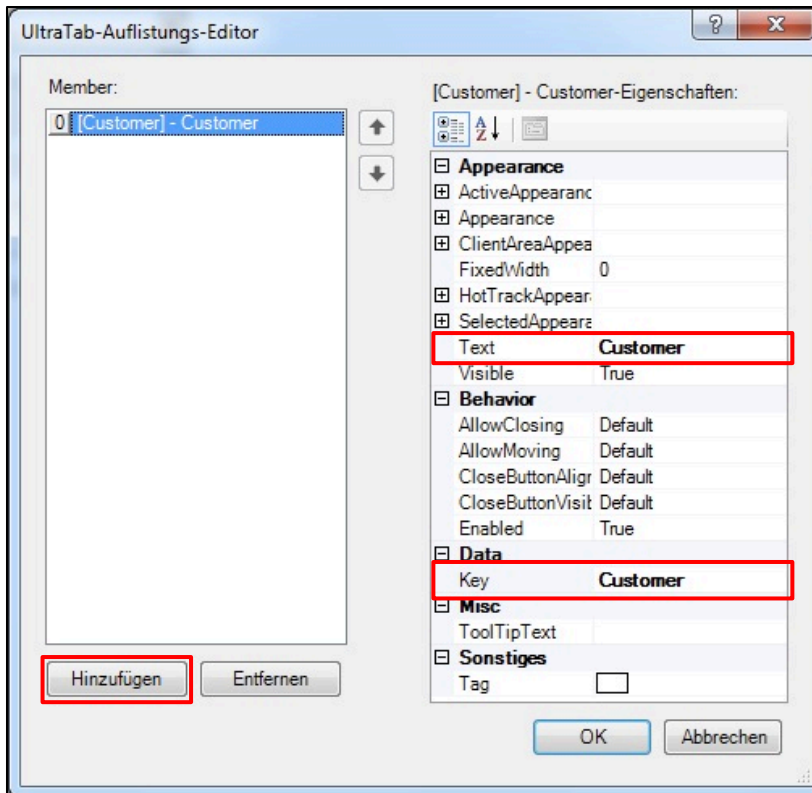 UltraTab-Auflistungs-Editor
Member:
0 [Customer] - Customer
Hinzufügen
Entfernen
[Customer] - Customer-Eigenschaften:
Appearance
ActiveAppearanc
Appearance
ClientAreaAppea
FixedWidth 0
HotTrackAppear
SelectedAppeara
Text Customer
Visible True
Behavior
AllowClosing Default
AllowMoving Default
CloseButtonAligr Default
CloseButtonVisit Default
Enabled True
Data
Key Customer
Misc
ToolTipText
Sonstiges
Tag
OK
Abbrechen